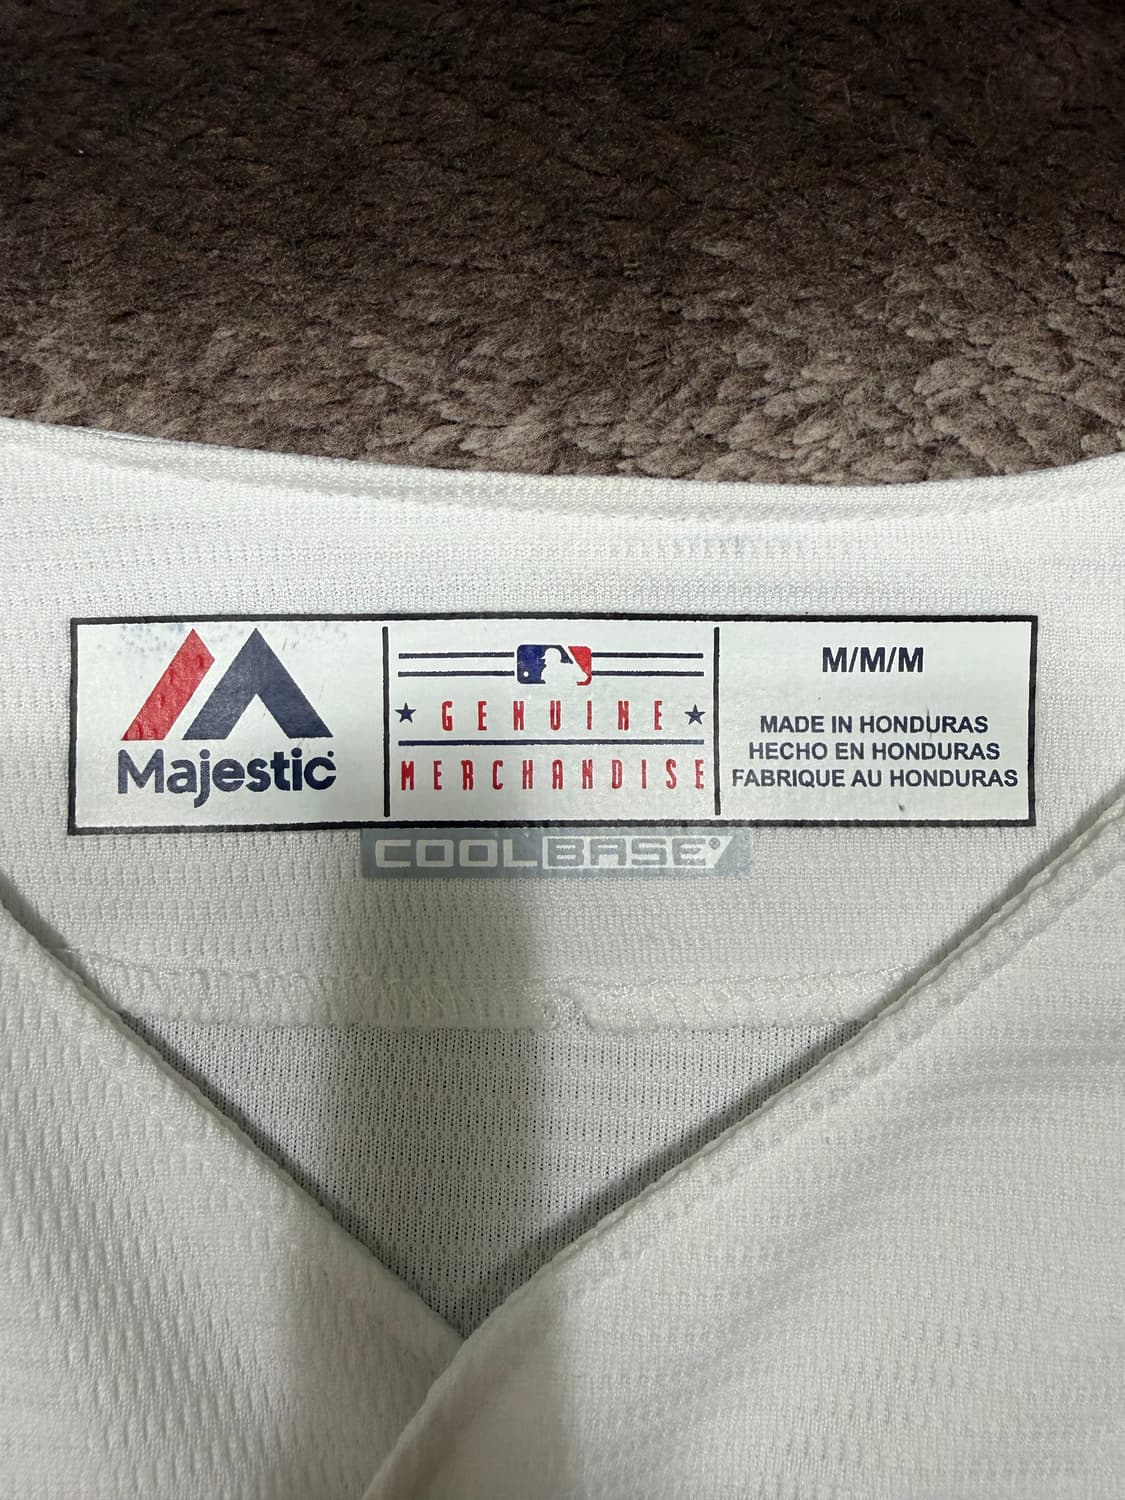 Majestic
GENUINE
MERCHANDISE
M/M/M
MADE IN HONDURAS
HECHO EN HONDURAS
FABRIQUE AU HONDURAS
COOLBASE®